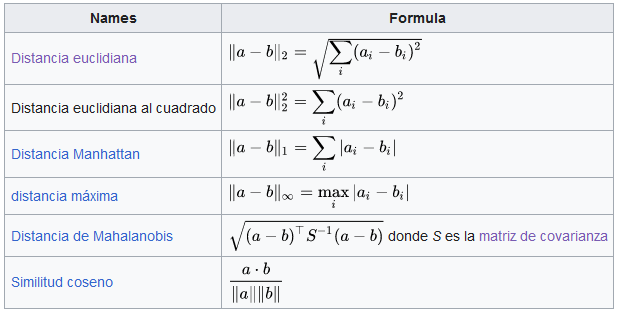 Names Formula
Distancia euclidiana ‖a − b‖₂ = √(∑ᵢ(aᵢ − bᵢ)²)
Distancia euclidiana al cuadrado ‖a − b‖₂² = ∑ᵢ(aᵢ − bᵢ)²
Distancia Manhattan ‖a − b‖₁ = ∑ᵢ|aᵢ − bᵢ|
distancia máxima ‖a − b‖∞ = maxᵢ|aᵢ − bᵢ|
Distancia de Mahalanobis √((a − b)⊤S⁻¹(a − b)) donde S es la matriz de covarianza
Similitud coseno a · b / ‖a‖‖b‖